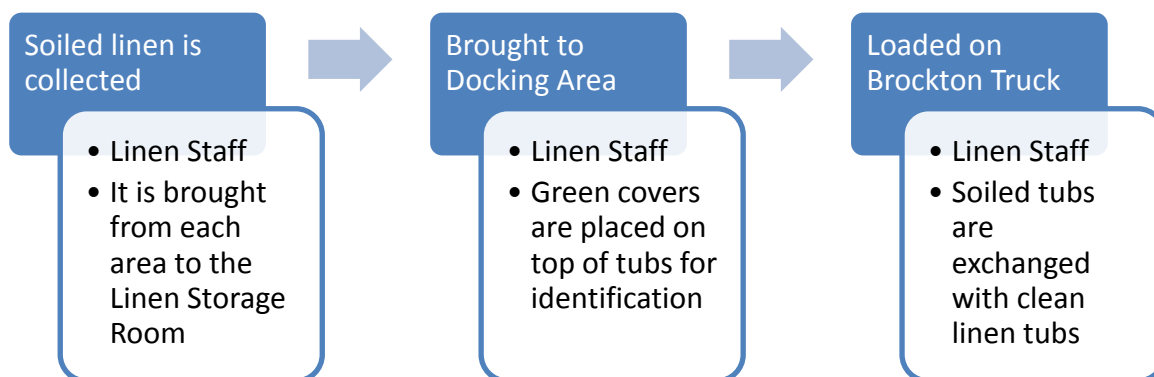 Soiled linen is
collected
• Linen Staff
• It is brought
from each
area to the
Linen Storage
Room
Brought to
Docking Area
• Linen Staff
• Green covers
are placed on
top of tubs for
identification
Loaded on
Brockton Truck
• Linen Staff
• Soiled tubs
are
exchanged
with clean
linen tubs